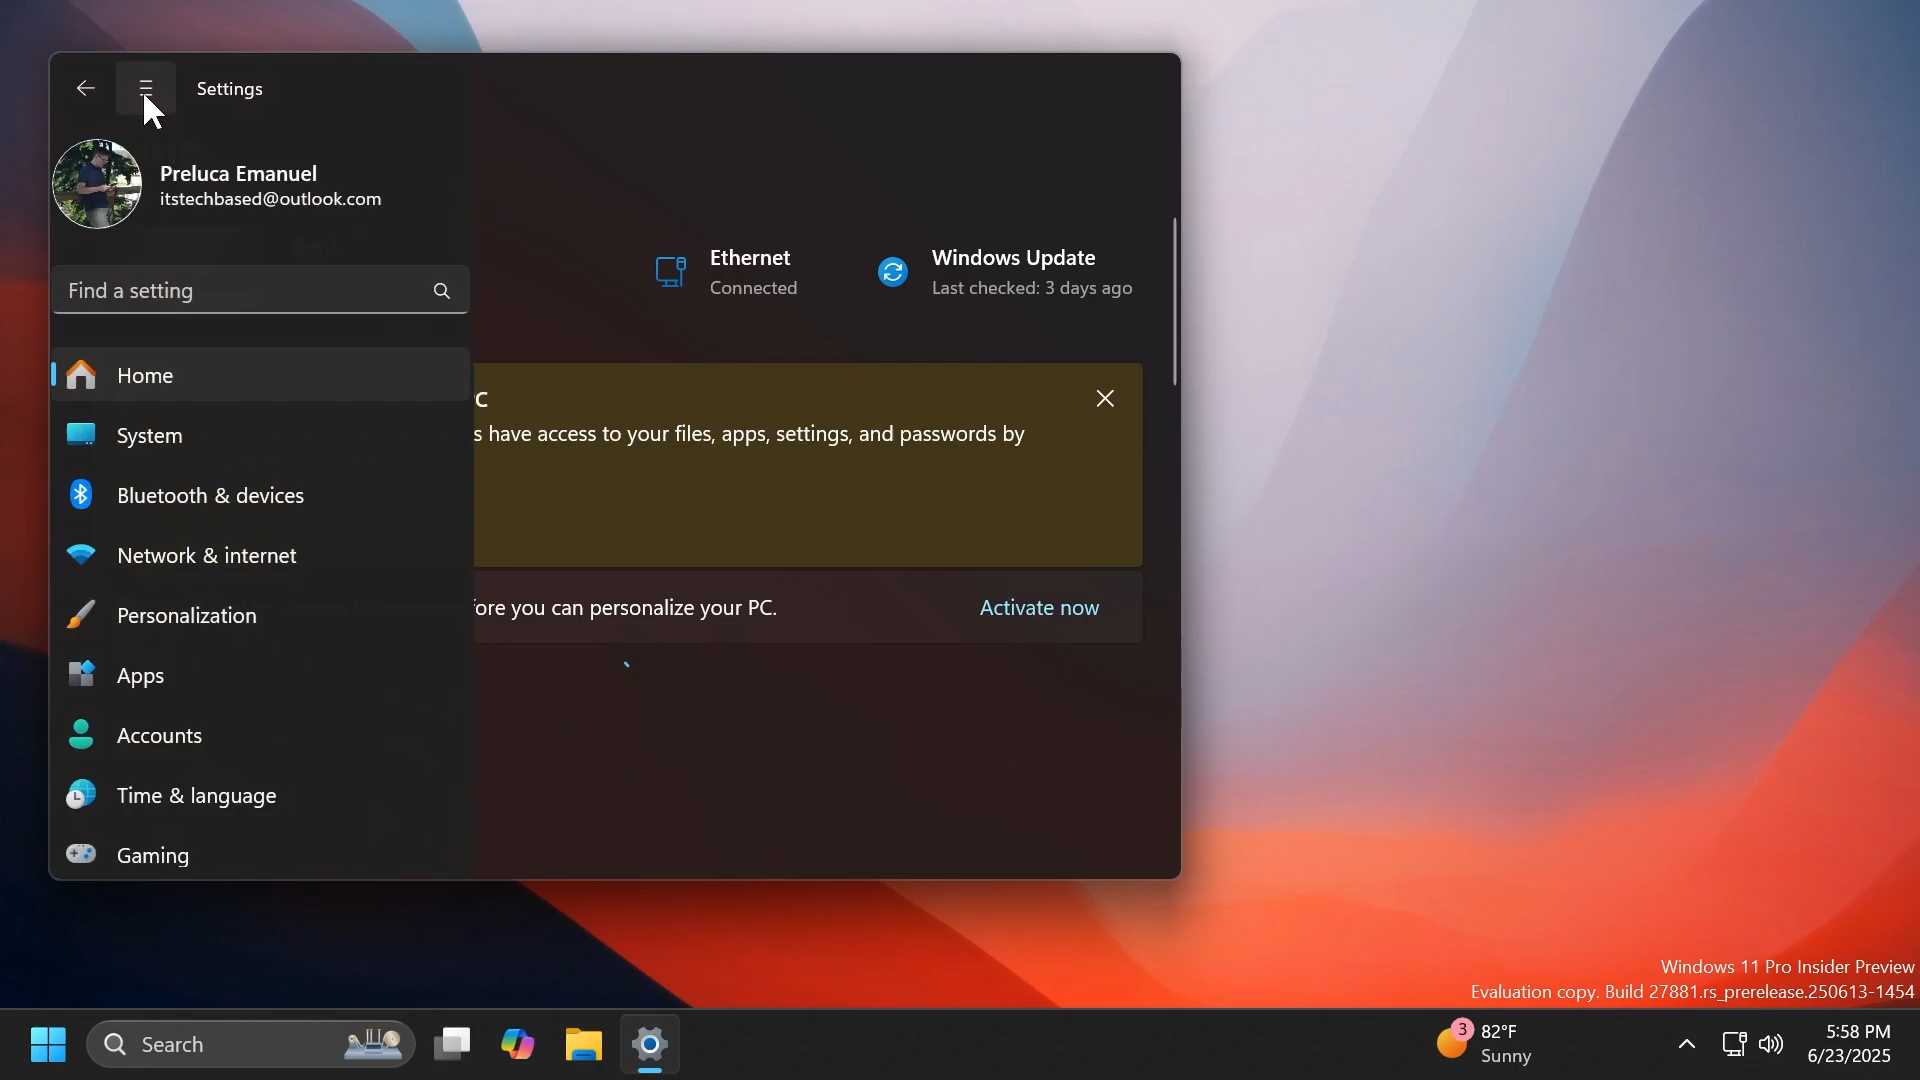 Settings
Preluca Emanuel
itstechbased@outlook.com
Find a setting
Home
System
Bluetooth & devices
Network & internet
Personalization
Apps
Accounts
Time & language
Gaming
Ethernet
Connected
Windows Update
Last checked: 3 days ago
C
s have access to your files, apps, settings, and passwords by
fore you can personalize your PC.
Activate now
Windows 11 Pro Insider Preview
Evaluation copy. Build 27881.rs_prerelease.250613-1454
Search
3
82°F
Sunny
5:58 PM
6/23/2025